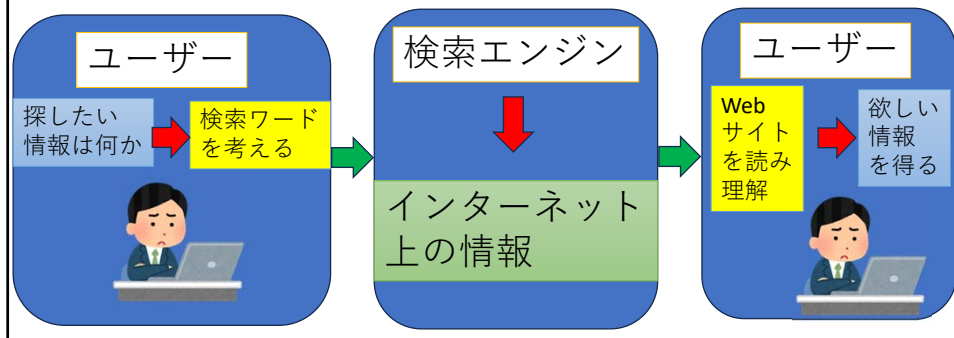 ユーザー
探したい
情報は何か
検索ワード
を考える
検索エンジン
インターネット
上の情報
ユーザー
Web
サイト
を読み
理解
欲しい
情報
を得る